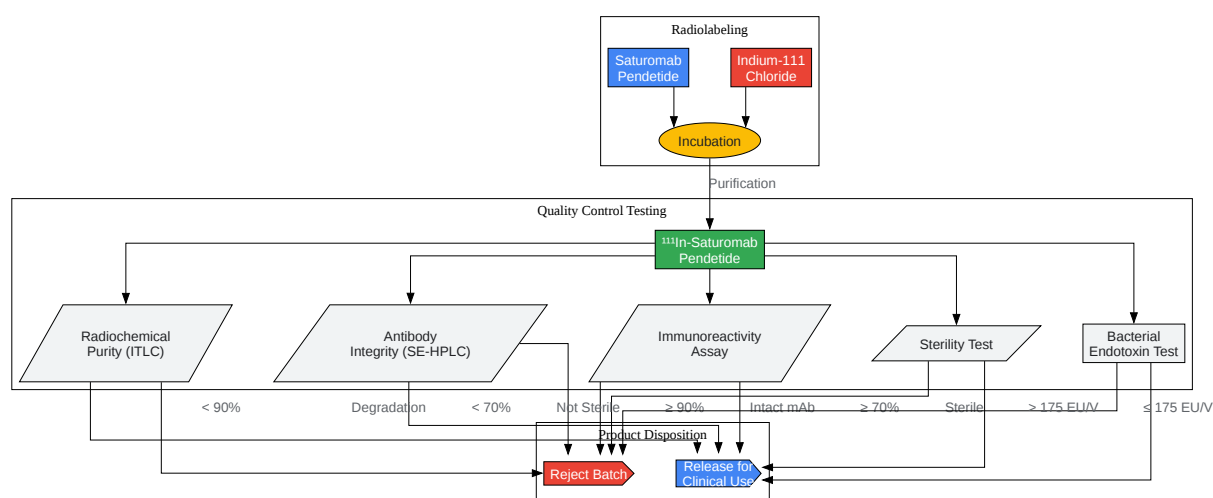 Radiolabeling
Saturomab
Pendetide
Indium-111
Chloride
Incubation
Purification
Quality Control Testing
¹¹¹In-Saturomab
Pendetide
Radiochemical
Purity (ITLC)
Antibody
Integrity (SE-HPLC)
Immunoreactivity
Assay
Sterility Test
Bacterial
Endotoxin Test
< 90%
Degradation
< 70%
Not Sterile
≥ 90%
Intact mAb
≥ 70%
Sterile
> 175 EU/V
≤ 175 EU/V
Product Disposition
Reject Batch
Release for
Clinical Use